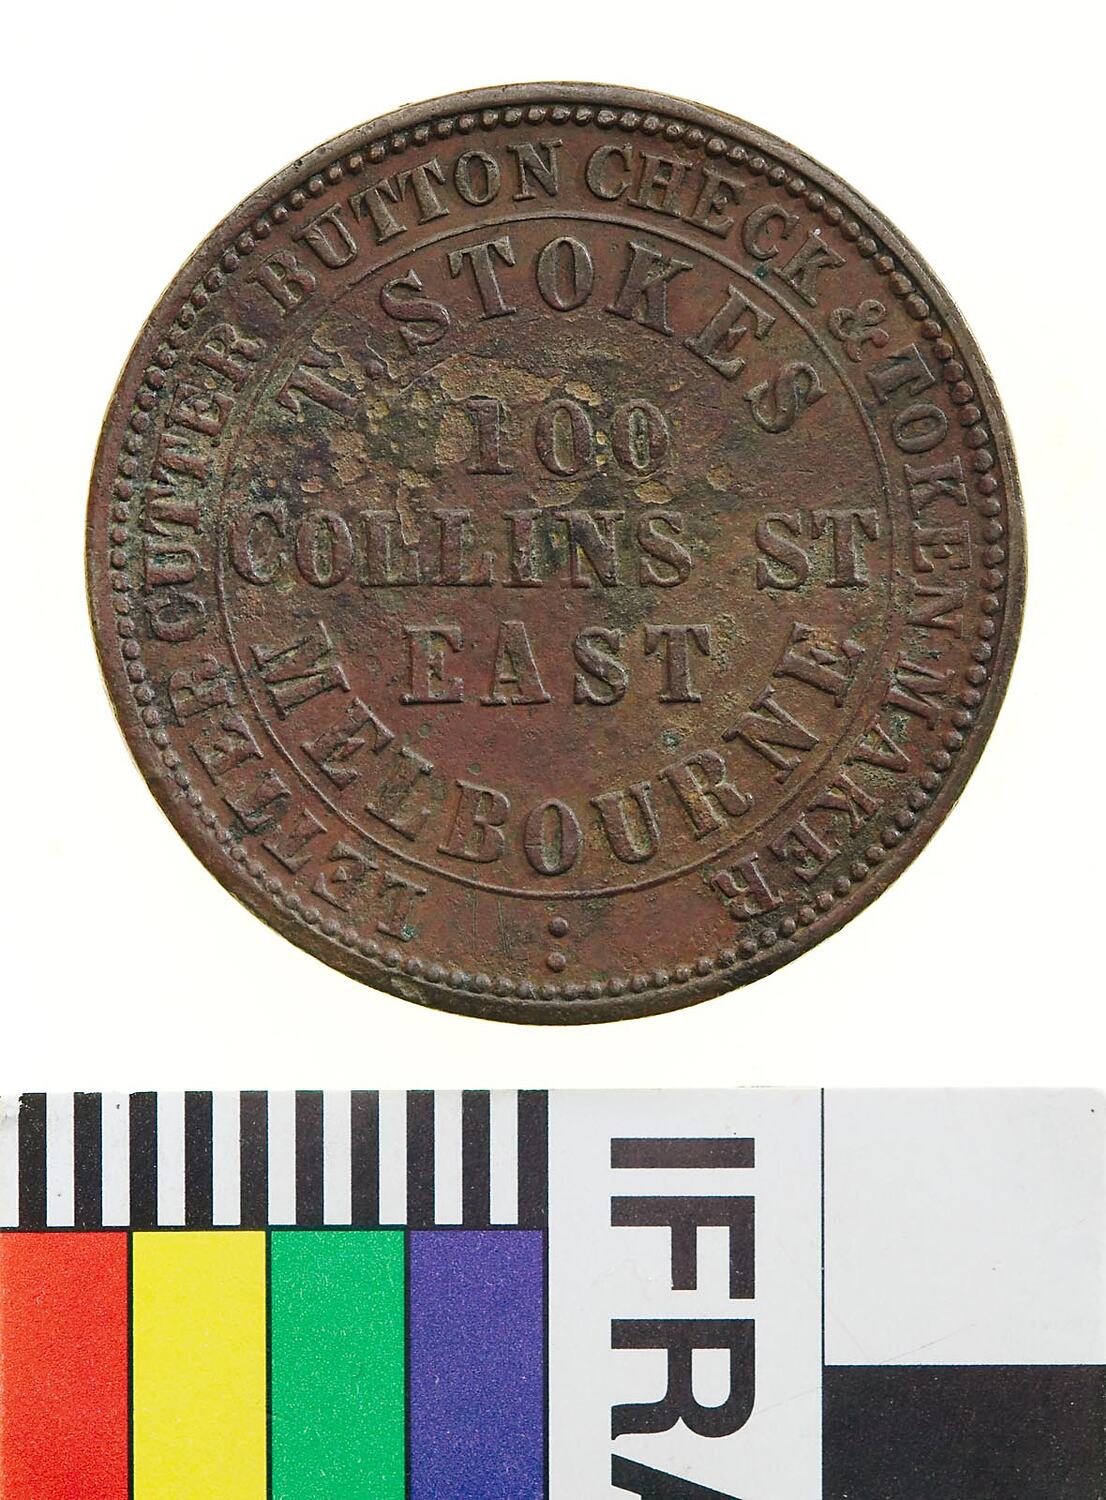 LETTER CUTTER BUTTON CHECK & TOKEN MAKER
T. STOKES
100
COLLINS ST
EAST
MELBOURNE
IFRA